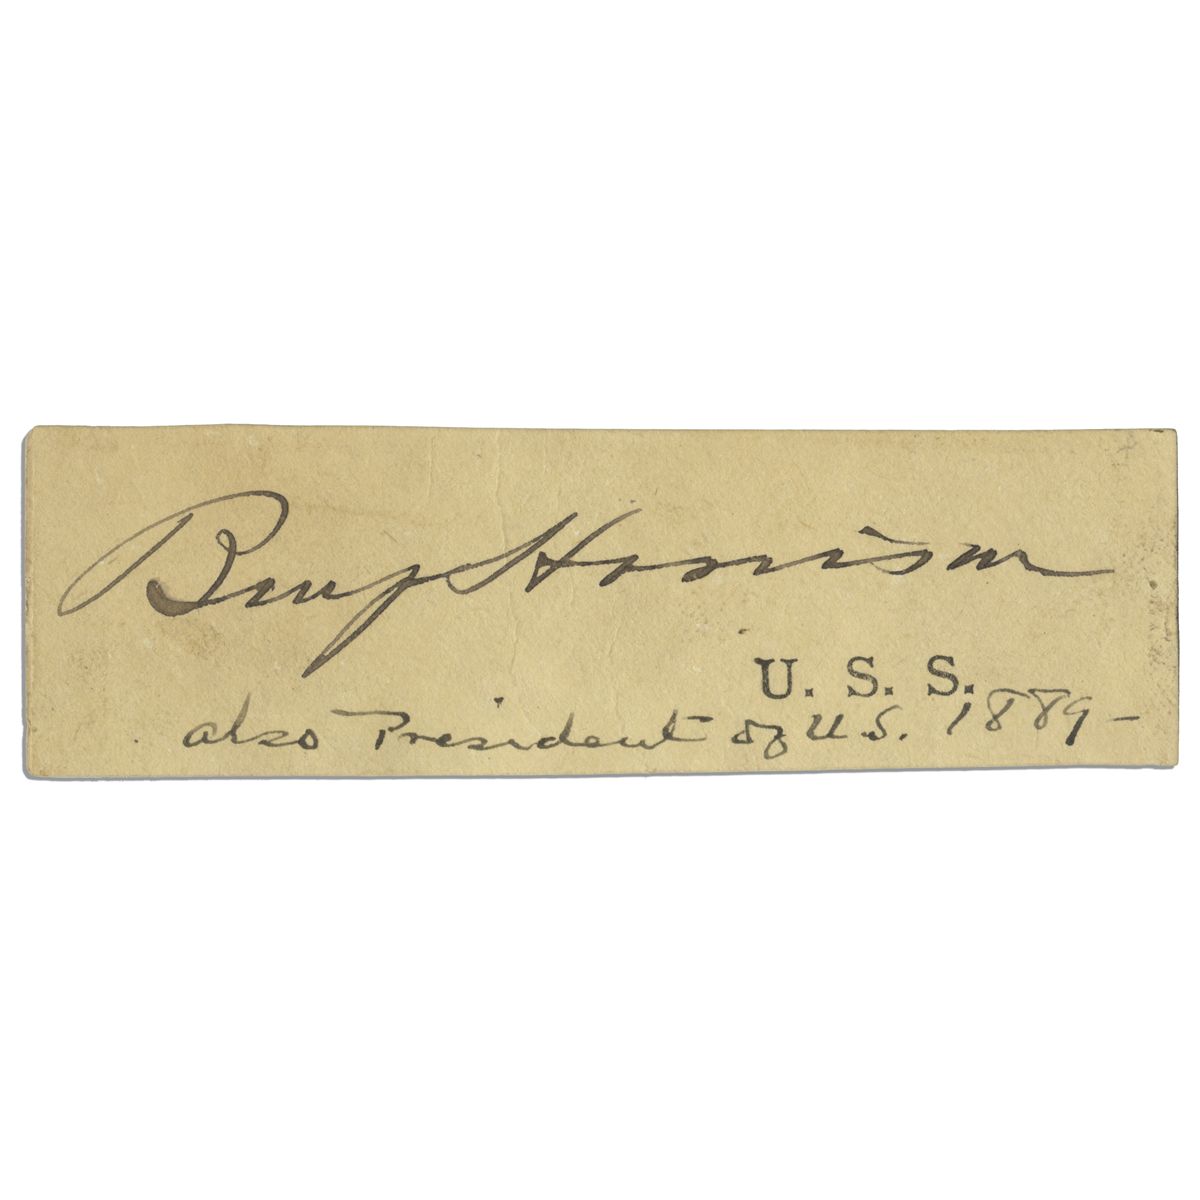 Benj Harrison
U. S. S.
also President of U.S. 1889-